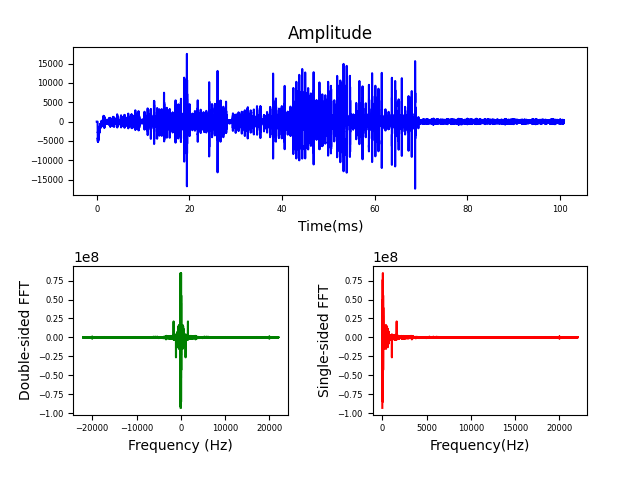 Amplitude
15000
10000
5000
0
−5000
−10000
−15000
0 20 40 60 80 100
Time(ms)
1e8
Double-sided FFT
0.75
0.50
0.25
0.00
−0.25
−0.50
−0.75
−1.00
−20000 −10000 0 10000 20000
Frequency (Hz)
1e8
Single-sided FFT
0.75
0.50
0.25
0.00
−0.25
−0.50
−0.75
−1.00
0 5000 10000 15000 20000
Frequency(Hz)